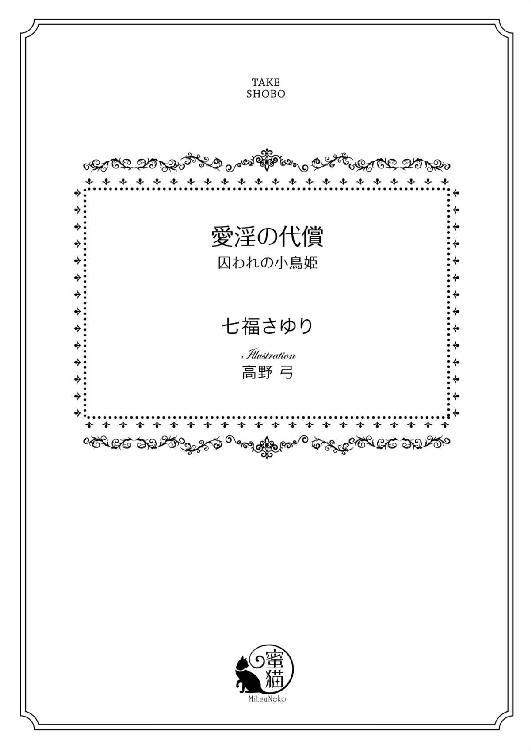 TAKE
SHOBO
愛淫の代償
囚われの小鳥姫
七福さゆり
Illustration
高野 弓
蜜猫
MitsuNeko